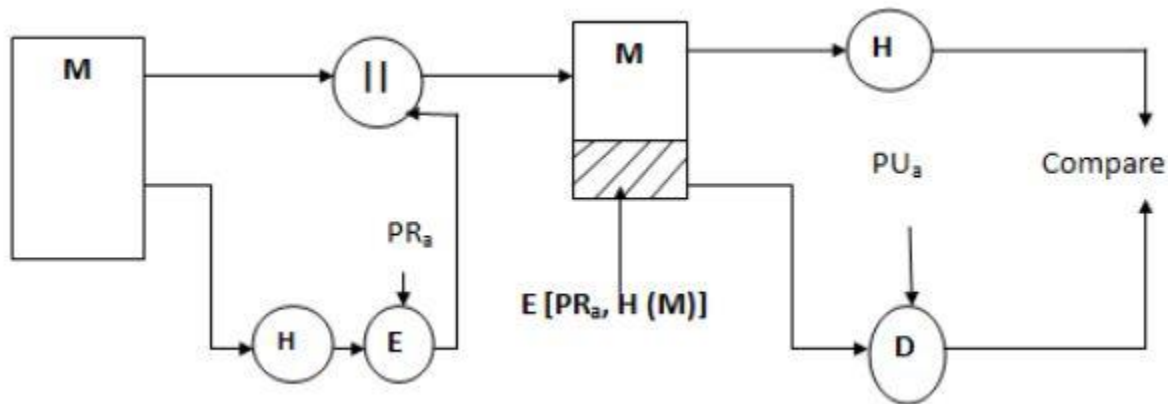 M
||
M
H
PUₐ
Compare
PRₐ
E [PRₐ, H (M)]
H
E
D